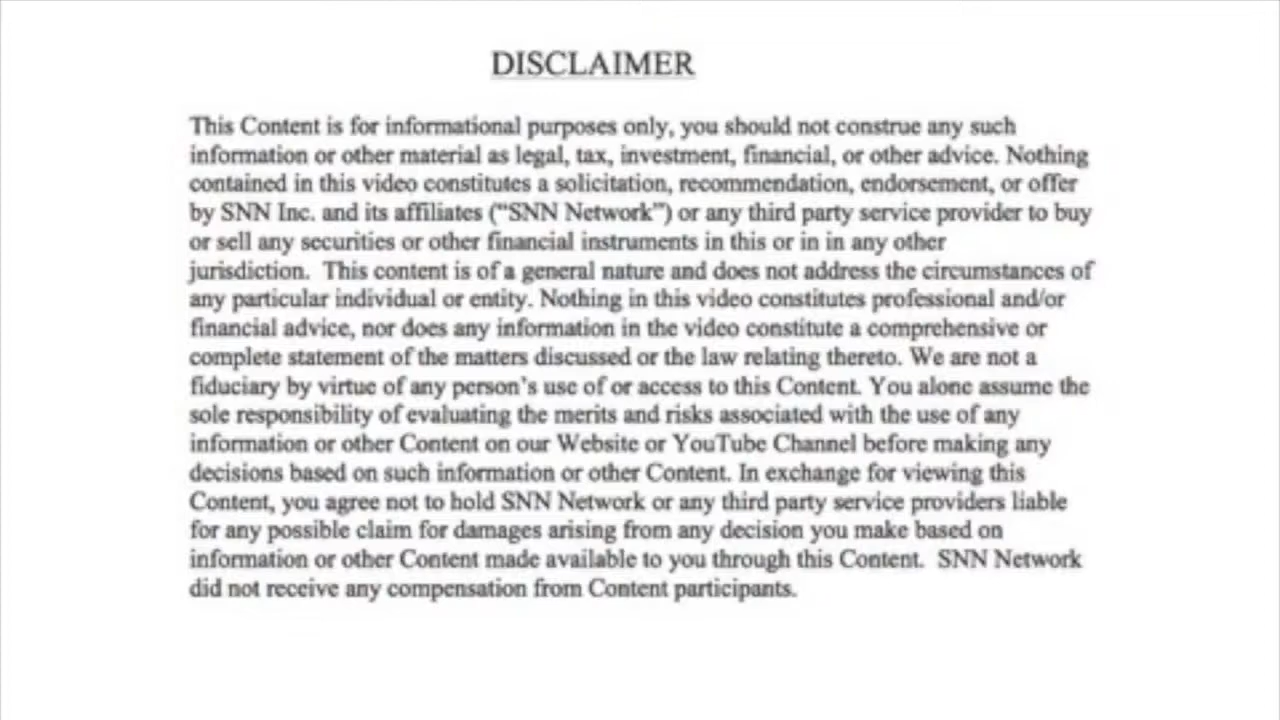 DISCLAIMER
This Content is for informational purposes only, you should not construe any such
information or other material as legal, tax, investment, financial, or other advice. Nothing
contained in this video constitutes a solicitation, recommendation, endorsement, or offer
by SNN Inc. and its affiliates (“SNN Network”) or any third party service provider to buy
or sell any securities or other financial instruments in this or in in any other
jurisdiction.  This content is of a general nature and does not address the circumstances of
any particular individual or entity. Nothing in this video constitutes professional and/or
financial advice, nor does any information in the video constitute a comprehensive or
complete statement of the matters discussed or the law relating thereto. We are not a
fiduciary by virtue of any person’s use of or access to this Content. You alone assume the
sole responsibility of evaluating the merits and risks associated with the use of any
information or other Content on our Website or YouTube Channel before making any
decisions based on such information or other Content. In exchange for viewing this
Content, you agree not to hold SNN Network or any third party service providers liable
for any possible claim for damages arising from any decision you make based on
information or other Content made available to you through this Content.  SNN Network
did not receive any compensation from Content participants.